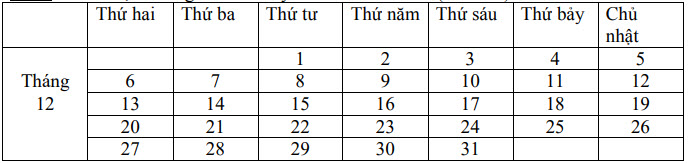 Thứ hai Thứ ba Thứ tư Thứ năm Thứ sáu Thứ bảy Chủ nhật
Tháng 12
1 2 3 4 5
6 7 8 9 10 11 12
13 14 15 16 17 18 19
20 21 22 23 24 25 26
27 28 29 30 31